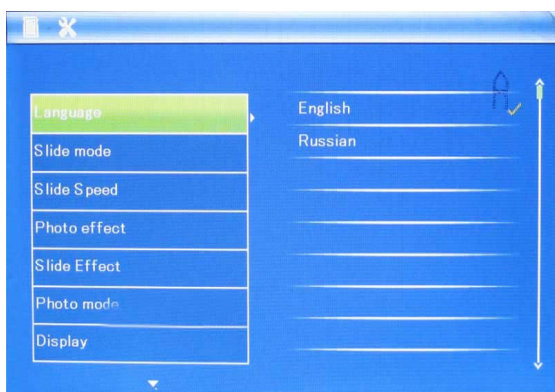 Language
Slide mode
Slide Speed
Photo effect
Slide Effect
Photo mode
Display
English
Russian